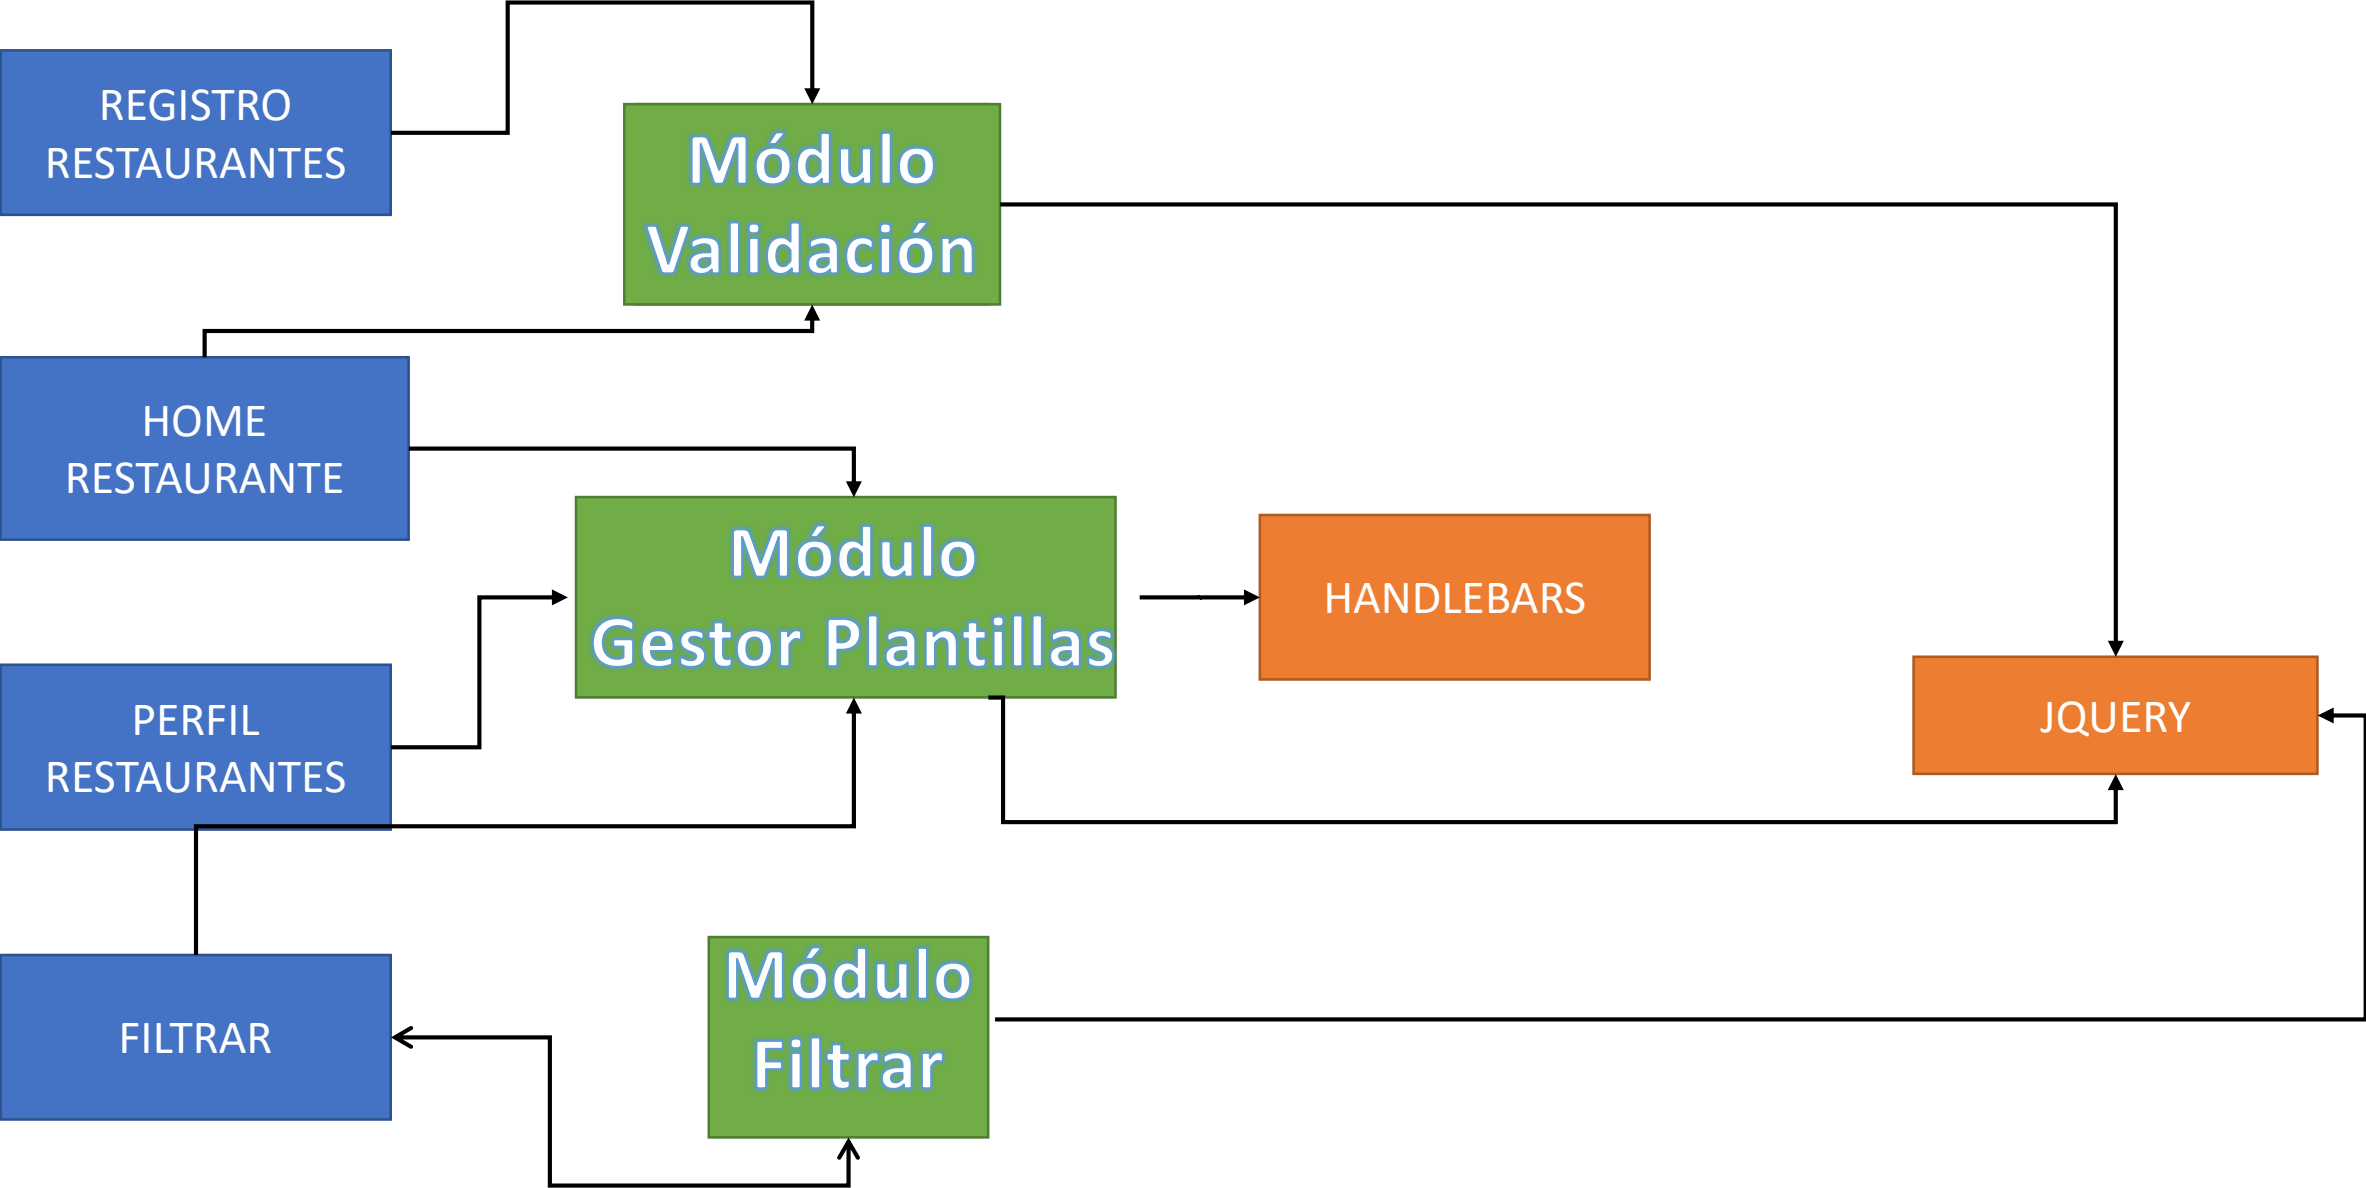 REGISTRO
RESTAURANTES
Módulo
Validación
HOME
RESTAURANTE
Módulo
Gestor Plantillas
HANDLEBARS
PERFIL
RESTAURANTES
JQUERY
FILTRAR
Módulo
Filtrar